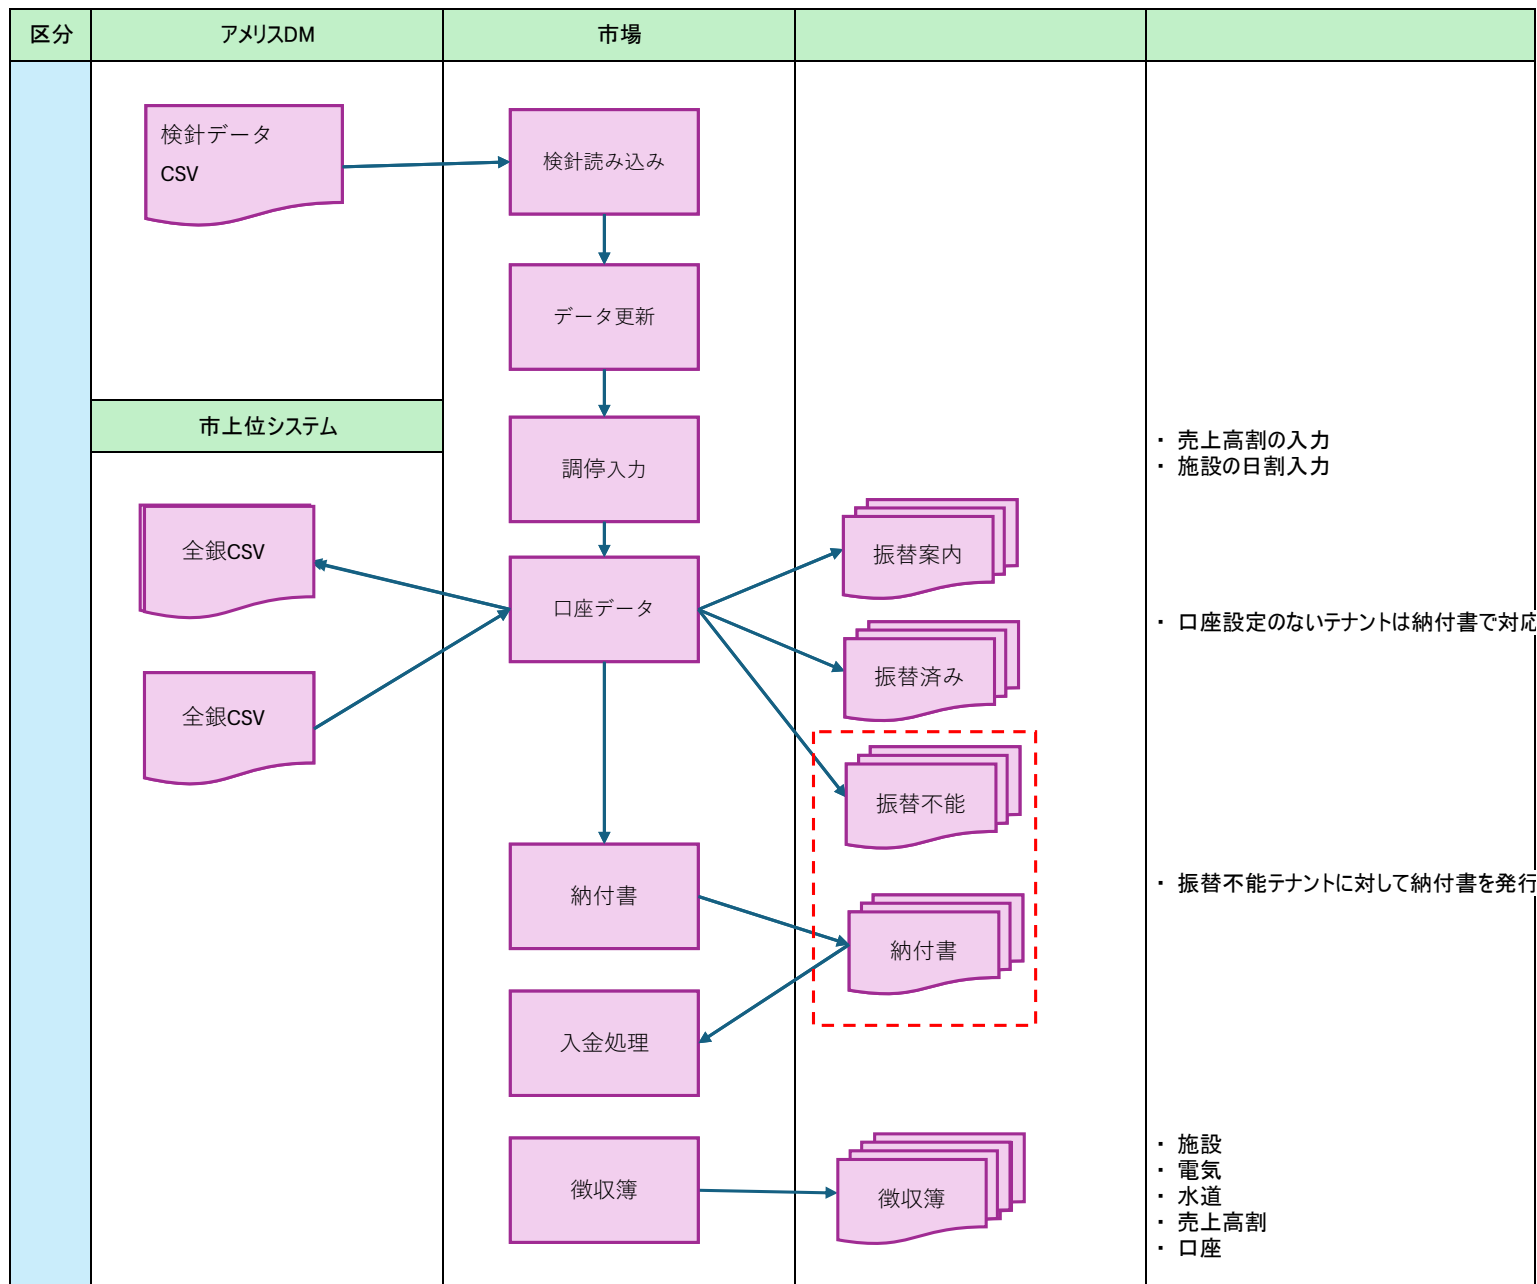 区分
アメリスDM
市場
検針データ
CSV
検針読み込み
データ更新
市上位システム
調停入力
・ 売上高割の入力
・ 施設の日割入力
全銀CSV
口座データ
振替案内
・ 口座設定のないテナントは納付書で対応
振替済み
全銀CSV
振替不能
納付書
・ 振替不能テナントに対して納付書を発行
納付書
入金処理
徴収簿
徴収簿
・ 施設
・ 電気
・ 水道
・ 売上高割
・ 口座